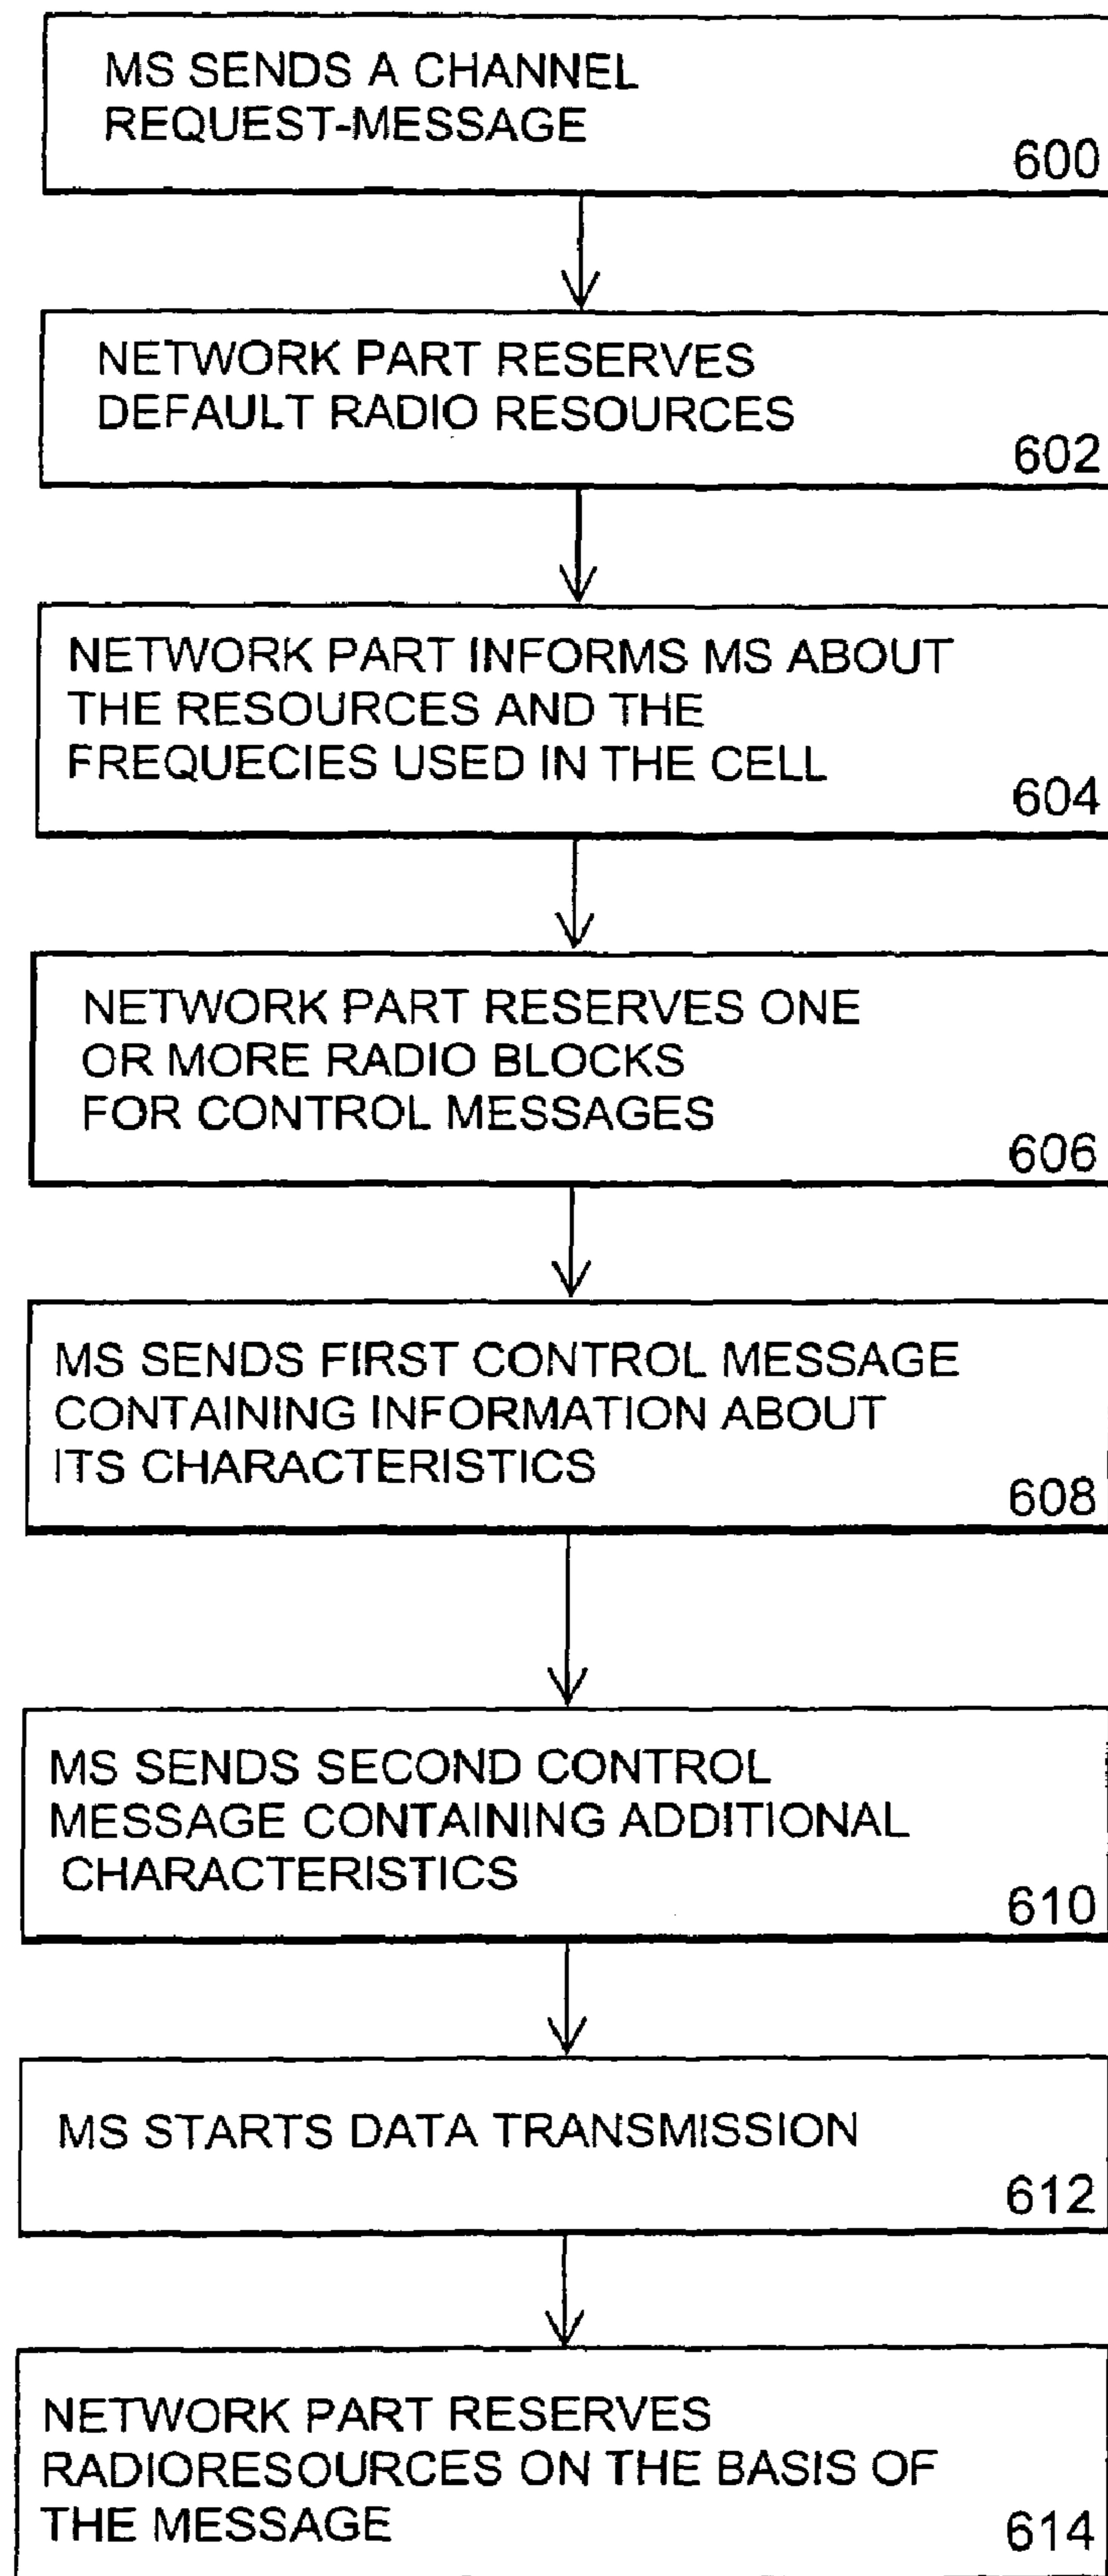 MS SENDS A CHANNEL
REQUEST-MESSAGE
600
NETWORK PART RESERVES
DEFAULT RADIO RESOURCES
602
NETWORK PART INFORMS MS ABOUT
THE RESOURCES AND THE
FREQUECIES USED IN THE CELL
604
NETWORK PART RESERVES ONE
OR MORE RADIO BLOCKS
FOR CONTROL MESSAGES
606
MS SENDS FIRST CONTROL MESSAGE
CONTAINING INFORMATION ABOUT
ITS CHARACTERISTICS
608
MS SENDS SECOND CONTROL
MESSAGE CONTAINING ADDITIONAL
CHARACTERISTICS
610
MS STARTS DATA TRANSMISSION
612
NETWORK PART RESERVES
RADIORESOURCES ON THE BASIS OF
THE MESSAGE
614